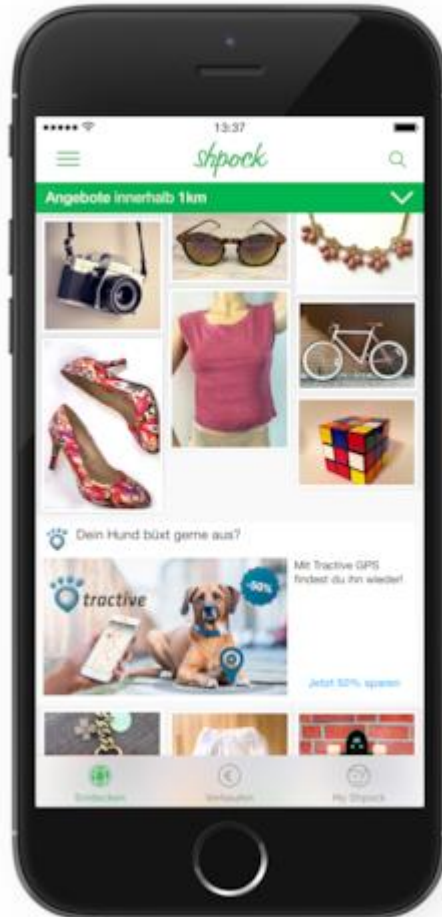 13:37
shpock
Angebote innerhalb 1km
Dein Hund büxt gerne aus?
tractive
-50%
Mit Tractive GPS
findest du ihn wieder!
Jetzt 50% sparen
Entdecken
Verkaufen
My Shpock